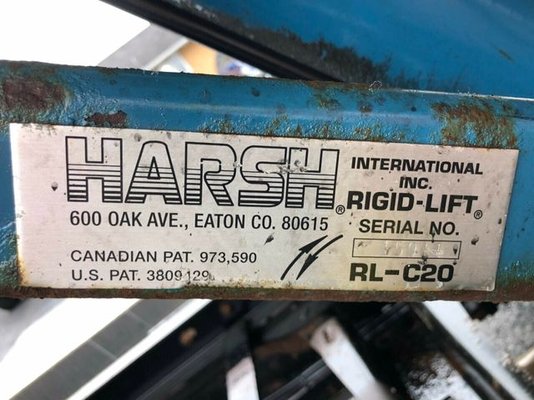 HARSH®
INTERNATIONAL
INC.
RIGID-LIFT®
600 OAK AVE., EATON CO. 80615
SERIAL NO.
CANADIAN PAT. 973,590
U.S. PAT. 3809129
RL-C20